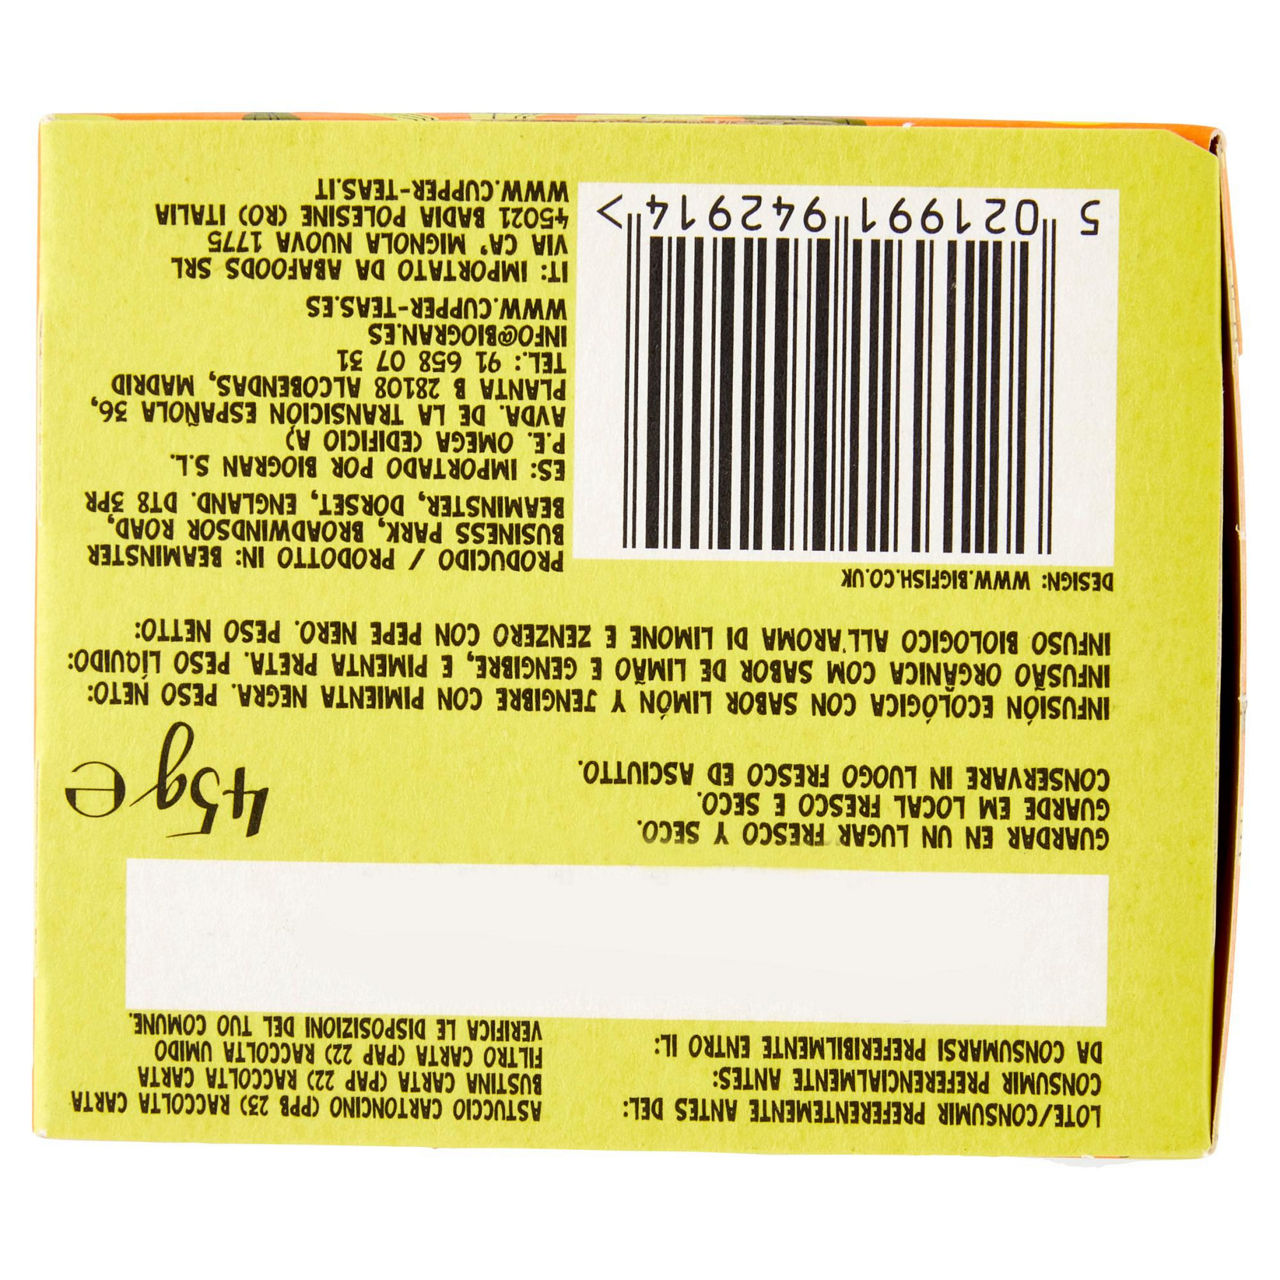 LOTE/CONSUMIR PREFERENTEMENTE ANTES DEL:
CONSUMIR PREFERENCIALMENTE ANTES:
DA CONSUMARSI PREFERIBILMENTE ENTRO IL:
ASTUCCIO CARTONCINO (PPB 23) RACCOLTA CARTA
BUSTINA CARTA (PAP 22) RACCOLTA CARTA
FILTRO CARTA (PAP 22) RACCOLTA UMIDO
VERIFICA LE DISPOSIZIONI DEL TUO COMUNE.
GUARDAR EN UN LUGAR FRESCO Y SECO.
GUARDE EM LOCAL FRESCO E SECO.
CONSERVARE IN LUOGO FRESCO ED ASCIUTTO.
45g e
INFUSIÓN ECOLÓGICA CON SABOR LIMÓN Y JENGIBRE CON PIMIENTA NEGRA. PESO NETO:
INFUSÃO ORGÂNICA COM SABOR DE LIMÃO E GENGIBRE, E PIMENTA PRETA. PESO LÍQUIDO:
INFUSO BIOLOGICO ALL'AROMA DI LIMONE E ZENZERO CON PEPE NERO. PESO NETTO:
DESIGN: WWW.BIGFISH.CO.UK
5 021991 942914 >
PRODUCIDO / PRODOTTO IN: BEAMINSTER
BUSINESS PARK, BROADWINDSOR ROAD,
BEAMINSTER, DORSET, ENGLAND. DT8 3PR
ES: IMPORTADO POR BIOGRAN S.L.
P.E. OMEGA (EDIFICIO A)
AVDA. DE LA TRANSICIÓN ESPAÑOLA 36,
PLANTA B 28108 ALCOBENDAS, MADRID
TEL.: 91 658 07 31
INFO@BIOGRAN.ES
WWW.CUPPER-TEAS.ES
IT: IMPORTATO DA ABAFOODS SRL
VIA CA' MIGNOLA NUOVA 1775
45021 BADIA POLESINE (RO) ITALIA
WWW.CUPPER-TEAS.IT